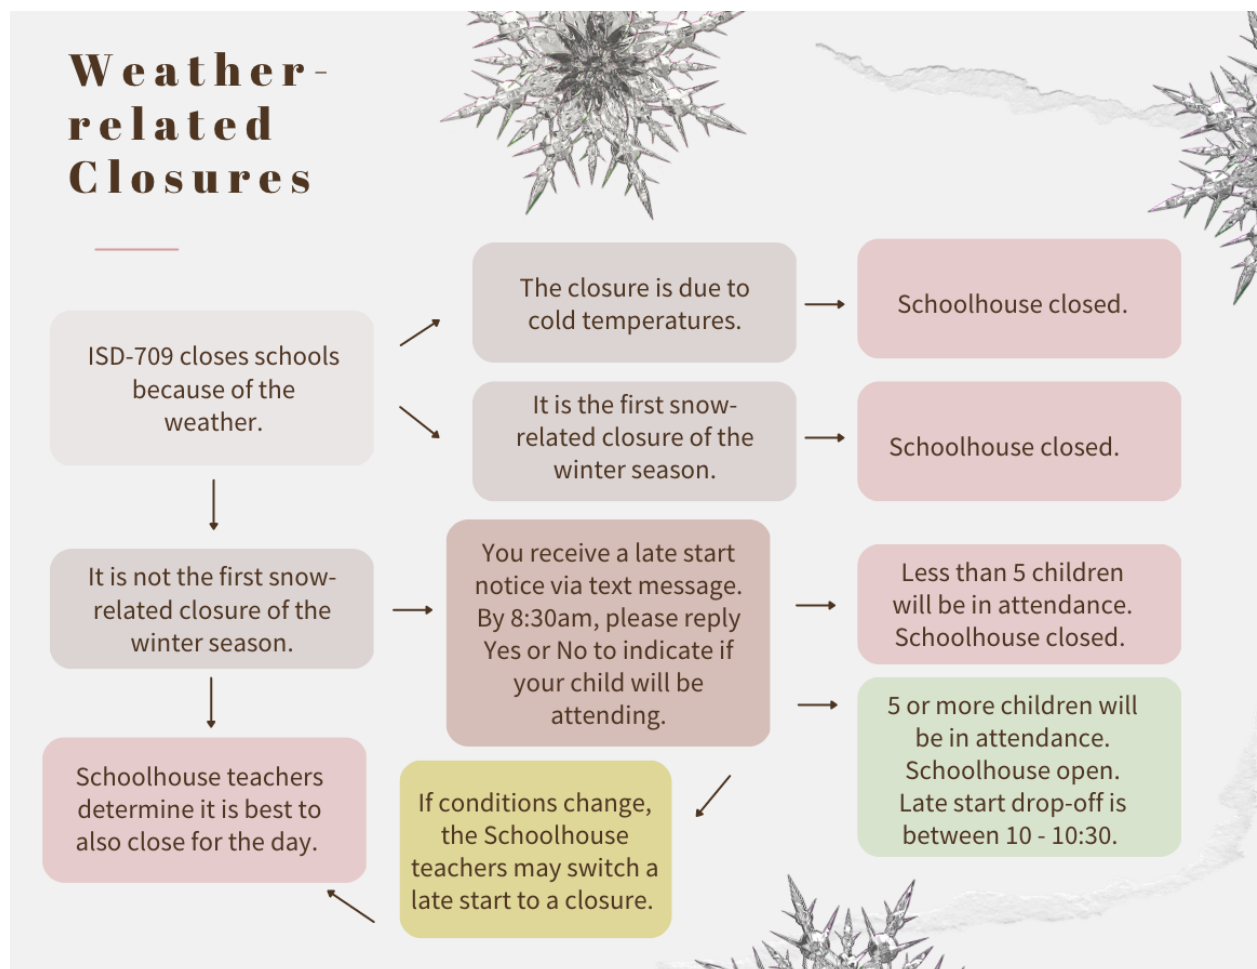 Weather-
related
Closures
The closure is due to
cold temperatures.
Schoolhouse closed.
ISD-709 closes schools
because of the
weather.
It is the first snow-
related closure of the
winter season.
Schoolhouse closed.
It is not the first snow-
related closure of the
winter season.
You receive a late start
notice via text message.
By 8:30am, please reply
Yes or No to indicate if
your child will be
attending.
Less than 5 children
will be in attendance.
Schoolhouse closed.
5 or more children will
be in attendance.
Schoolhouse open.
Late start drop-off is
between 10 - 10:30.
Schoolhouse teachers
determine it is best to
also close for the day.
If conditions change,
the Schoolhouse
teachers may switch a
late start to a closure.